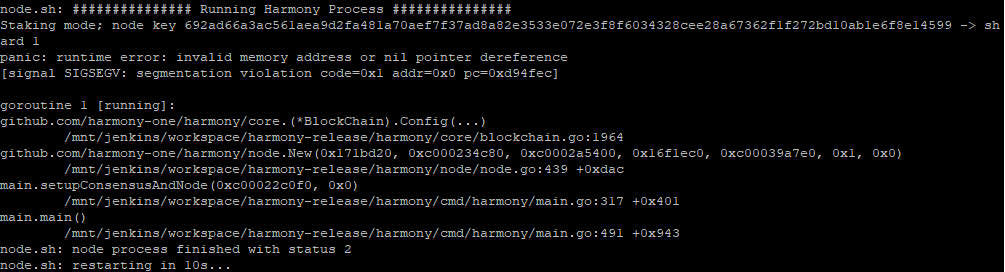 node.sh: ############### Running Harmony Process ###############
Staking mode; node key 692ad66a3ac561aea9d2fa481a70aef7f37ad8a82e3533e072e3f8f6034328cee28a67362f1f272bd10ab1e6f8e14599 -> sh
ard 1
panic: runtime error: invalid memory address or nil pointer dereference
[signal SIGSEGV: segmentation violation code=0x1 addr=0x0 pc=0xd94fec]
goroutine 1 [running]:
github.com/harmony-one/harmony/core.(*BlockChain).Config(...)
/mnt/jenkins/workspace/harmony-release/harmony/core/blockchain.go:1964
github.com/harmony-one/harmony/node.New(0x171bd20, 0xc000234c80, 0xc0002a5400, 0x16f1ec0, 0xc00039a7e0, 0x1, 0x0)
/mnt/jenkins/workspace/harmony-release/harmony/node/node.go:439 +0xdac
main.setupConsensusAndNode(0xc00022c0f0, 0x0)
/mnt/jenkins/workspace/harmony-release/harmony/cmd/harmony/main.go:317 +0x401
main.main()
/mnt/jenkins/workspace/harmony-release/harmony/cmd/harmony/main.go:491 +0x943
node.sh: node process finished with status 2
node.sh: restarting in 10s...